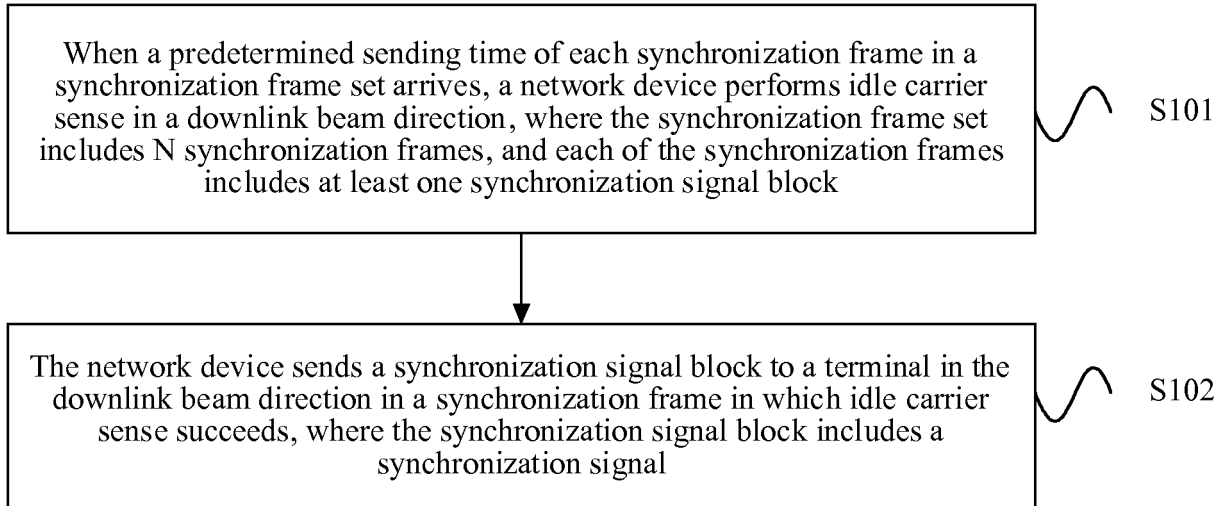 When a predetermined sending time of each synchronization frame in a
synchronization frame set arrives, a network device performs idle carrier
sense in a downlink beam direction, where the synchronization frame set
includes N synchronization frames, and each of the synchronization frames
includes at least one synchronization signal block
S101
The network device sends a synchronization signal block to a terminal in the
downlink beam direction in a synchronization frame in which idle carrier
sense succeeds, where the synchronization signal block includes a
synchronization signal
S102